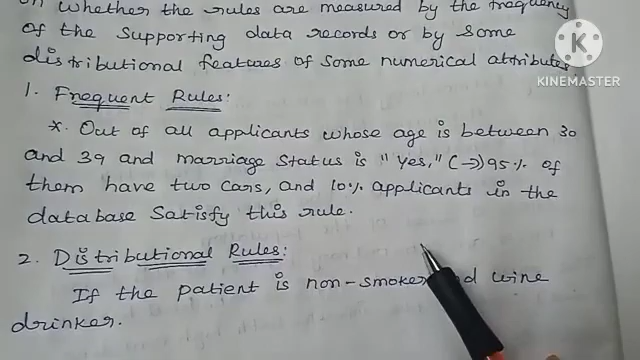 on whether the rules are measured by the frequency
of the supporting data records or by some
distributional features of some numerical attributes.
KINEMASTER
1. Frequent Rules:
* Out of all applicants whose age is between 30
and 39 and marriage status is "yes," (→) 95% of
them have two cars, and 10% applicants in the
database satisfy this rule.
2. Distributional Rules:
If the patient is non-smoker and wine
drinker.